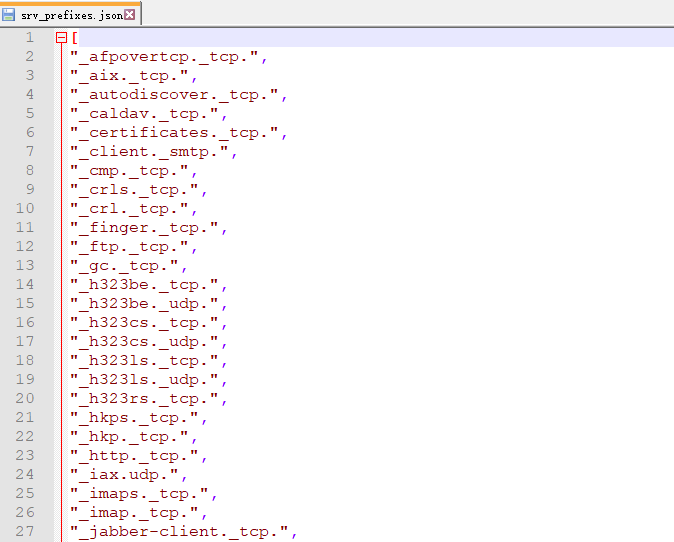 srv_prefixes.json
1 [
2 "_afpovertcp._tcp.",
3 "_aix._tcp.",
4 "_autodiscover._tcp.",
5 "_caldav._tcp.",
6 "_certificates._tcp.",
7 "_client._smtp.",
8 "_cmp._tcp.",
9 "_crls._tcp.",
10 "_crl._tcp.",
11 "_finger._tcp.",
12 "_ftp._tcp.",
13 "_gc._tcp.",
14 "_h323be._tcp.",
15 "_h323be._udp.",
16 "_h323cs._tcp.",
17 "_h323cs._udp.",
18 "_h323ls._tcp.",
19 "_h323ls._udp.",
20 "_h323rs._tcp.",
21 "_hkps._tcp.",
22 "_hkp._tcp.",
23 "_http._tcp.",
24 "_iax.udp.",
25 "_imaps._tcp.",
26 "_imap._tcp.",
27 "_jabber-client._tcp.",